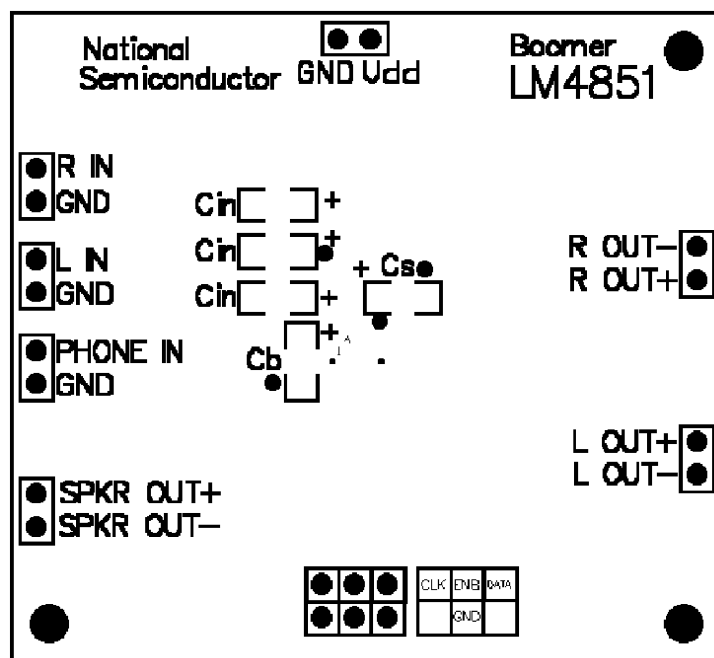 National
Semiconductor
GND Vdd
Boomer
LM4851
R IN
GND
L IN
GND
PHONE IN
GND
SPKR OUT+
SPKR OUT-
Cin +
Cin +
Cin +
+ Cs
+
Cb
1 A
R OUT-
R OUT+
L OUT+
L OUT-
CLK ENB DATA
GND